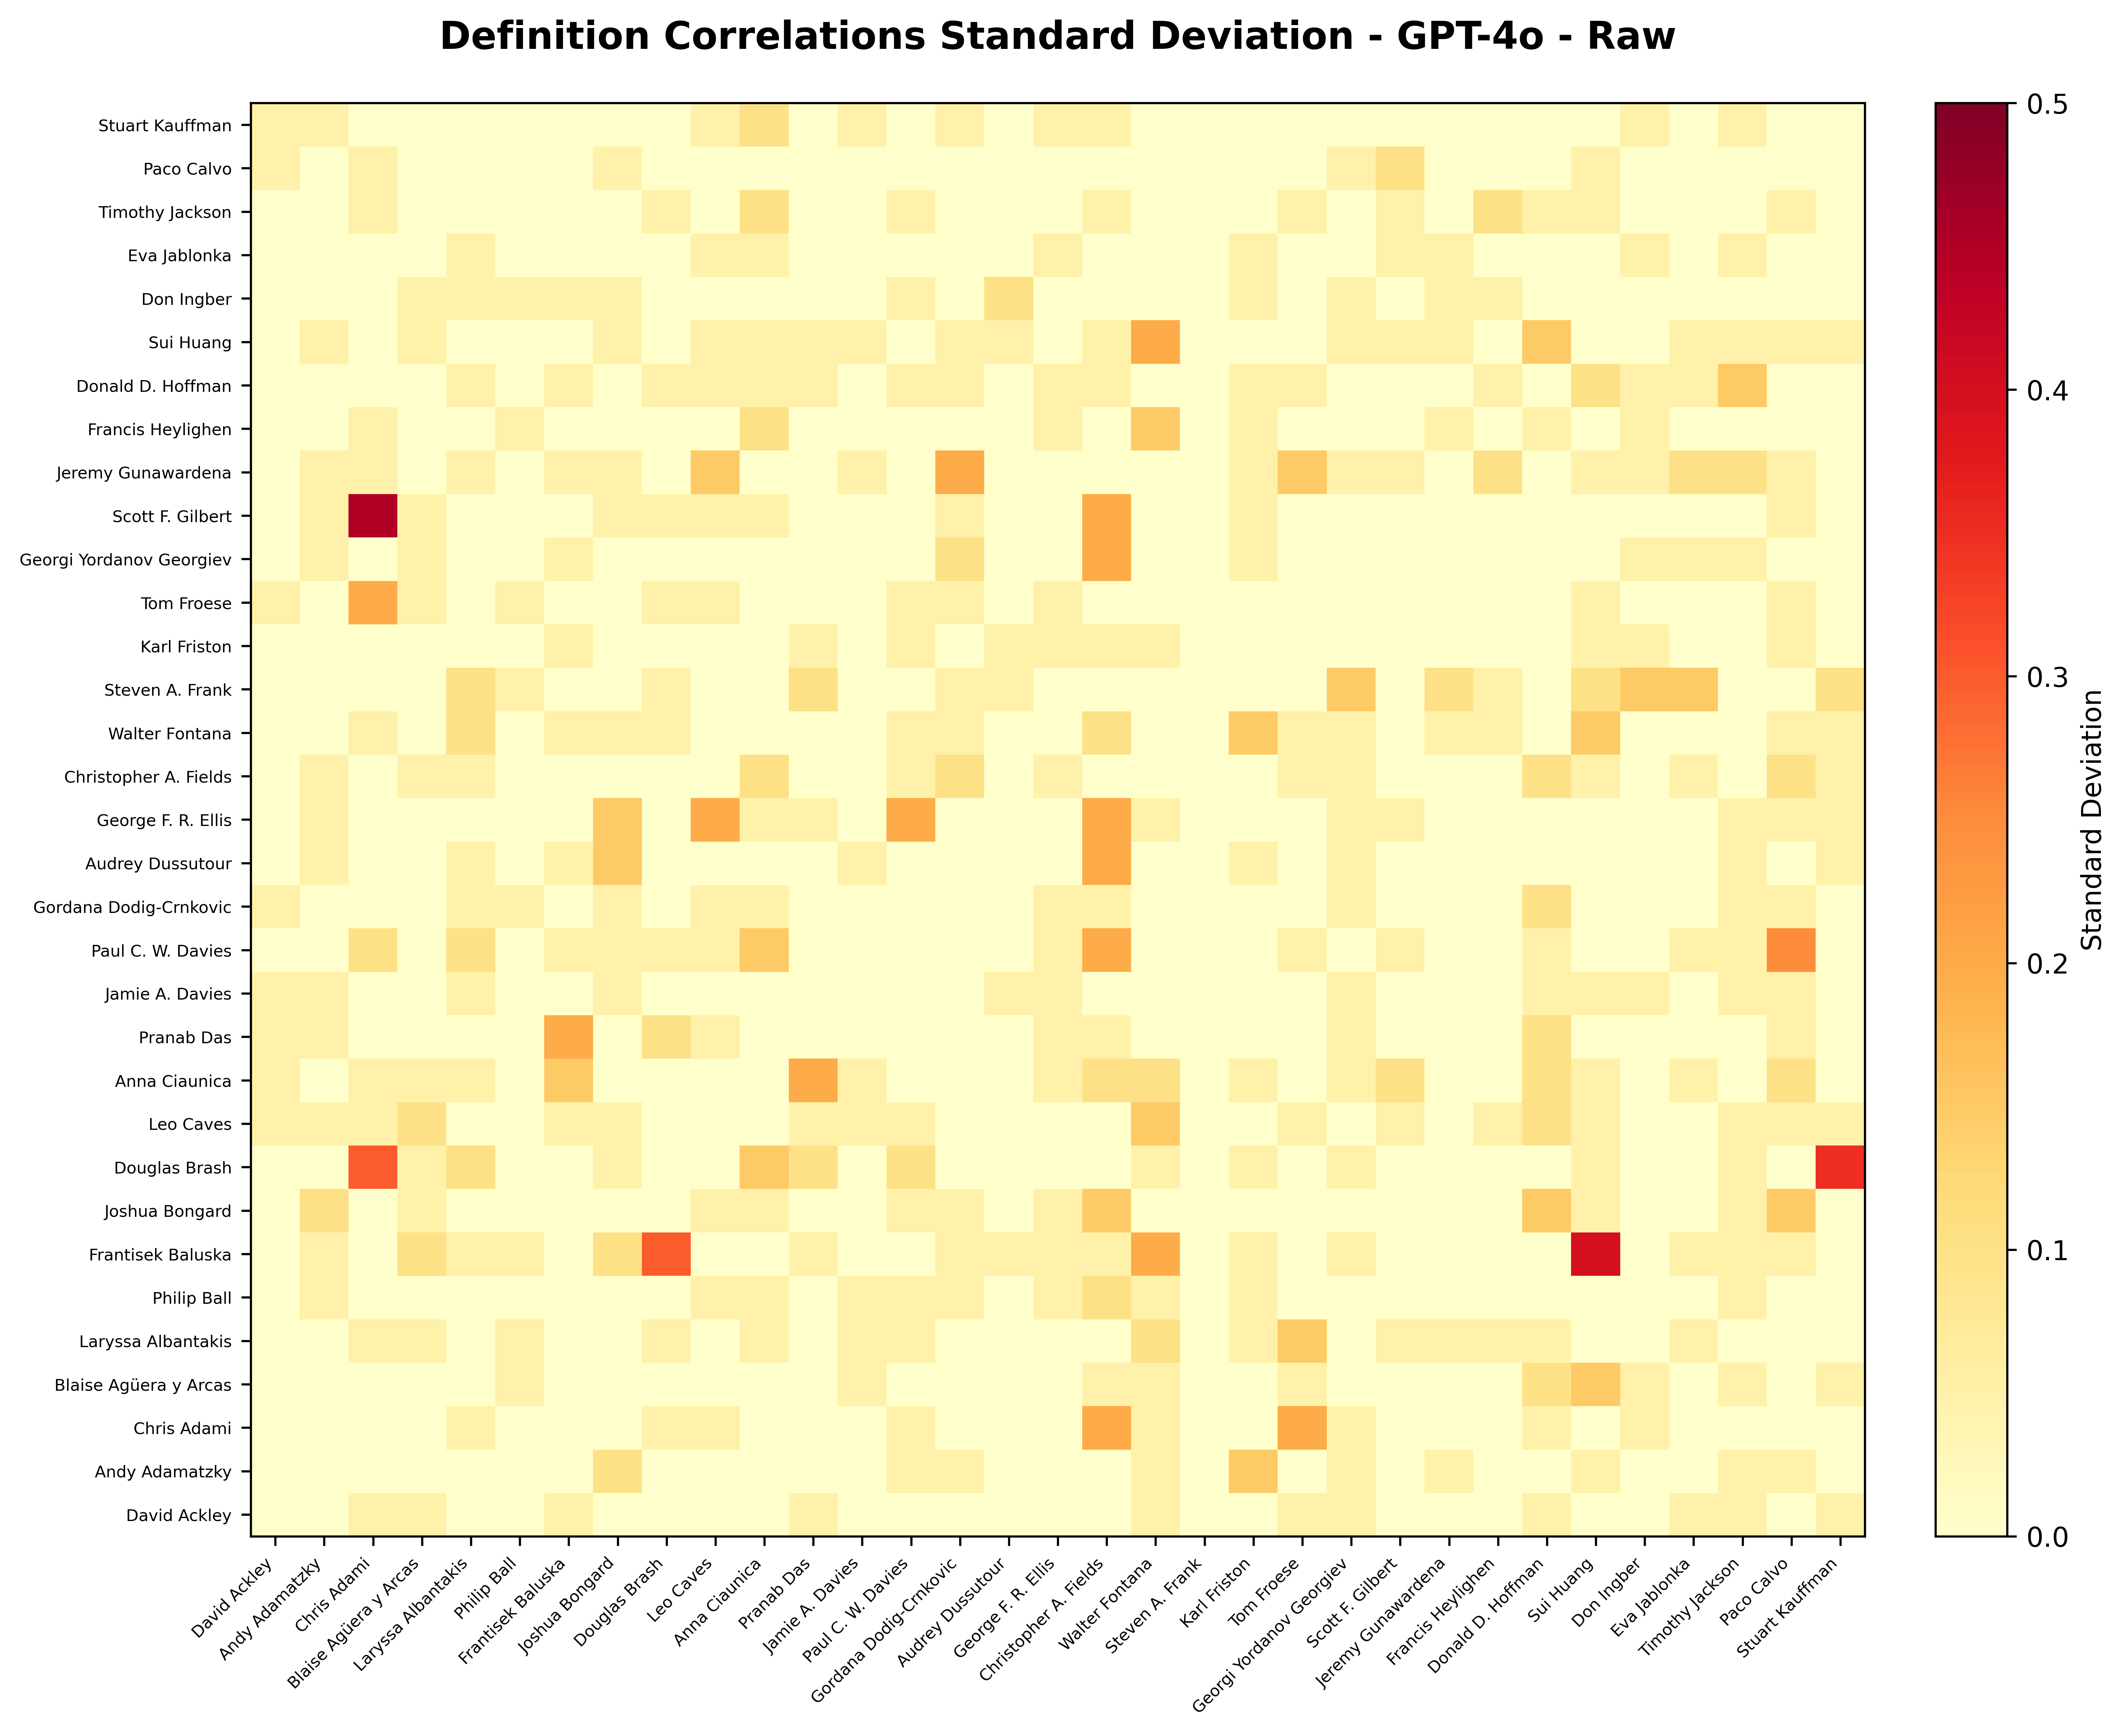 Definition Correlations Standard Deviation - GPT-4o - Raw
Stuart Kauffman
Paco Calvo
Timothy Jackson
Eva Jablonka
Don Ingber
Sui Huang
Donald D. Hoffman
Francis Heylighen
Jeremy Gunawardena
Scott F. Gilbert
Georgi Yordanov Georgiev
Tom Froese
Karl Friston
Steven A. Frank
Walter Fontana
Christopher A. Fields
George F. R. Ellis
Audrey Dussutour
Gordana Dodig-Crnkovic
Paul C. W. Davies
Jamie A. Davies
Pranab Das
Anna Ciaunica
Leo Caves
Douglas Brash
Joshua Bongard
Frantisek Baluska
Philip Ball
Laryssa Albantakis
Blaise Agüera y Arcas
Chris Adami
Andy Adamatzky
David Ackley
David Ackley
Andy Adamatzky
Chris Adami
Blaise Agüera y Arcas
Laryssa Albantakis
Philip Ball
Frantisek Baluska
Joshua Bongard
Douglas Brash
Leo Caves
Anna Ciaunica
Pranab Das
Jamie A. Davies
Paul C. W. Davies
Gordana Dodig-Crnkovic
Audrey Dussutour
George F. R. Ellis
Christopher A. Fields
Walter Fontana
Steven A. Frank
Karl Friston
Tom Froese
Georgi Yordanov Georgiev
Scott F. Gilbert
Jeremy Gunawardena
Francis Heylighen
Donald D. Hoffman
Sui Huang
Don Ingber
Eva Jablonka
Timothy Jackson
Paco Calvo
Stuart Kauffman
0.5
0.4
0.3
0.2
0.1
0.0
Standard Deviation